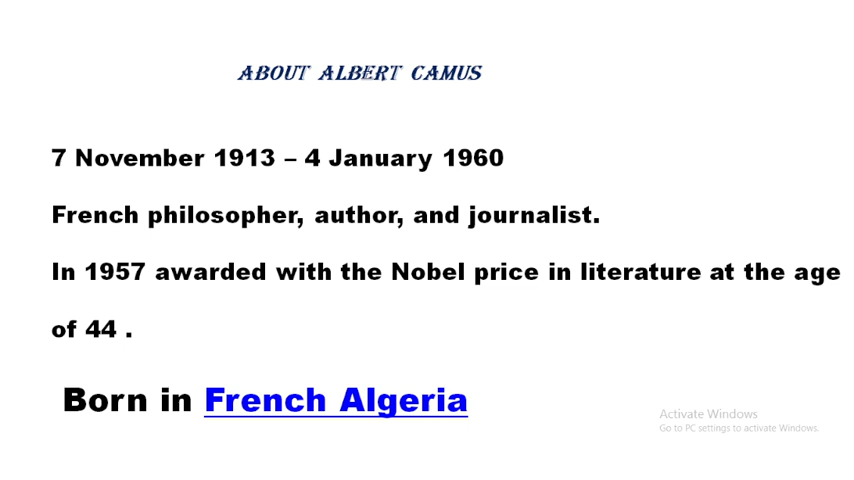 ABOUT ALBERT CAMUS
7 November 1913 – 4 January 1960
French philosopher, author, and journalist.
In 1957 awarded with the Nobel price in literature at the age
of 44 .
Born in French Algeria
Activate Windows
Go to PC settings to activate Windows.